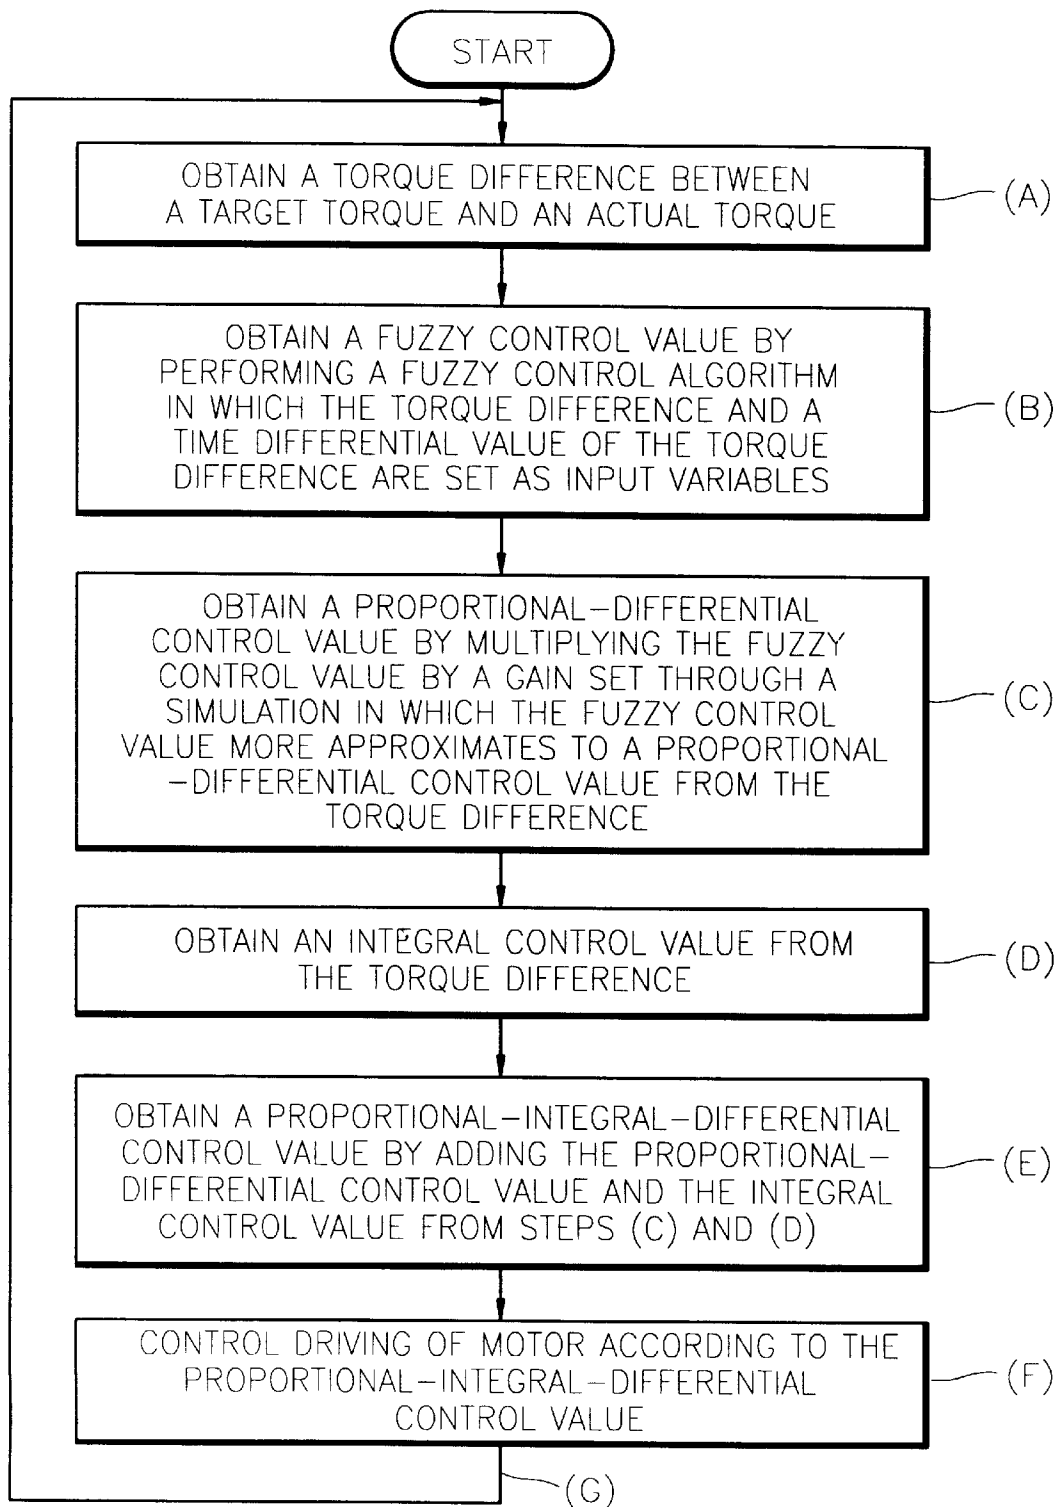 START
OBTAIN A TORQUE DIFFERENCE BETWEEN
A TARGET TORQUE AND AN ACTUAL TORQUE
(A)
OBTAIN A FUZZY CONTROL VALUE BY
PERFORMING A FUZZY CONTROL ALGORITHM
IN WHICH THE TORQUE DIFFERENCE AND A
TIME DIFFERENTIAL VALUE OF THE TORQUE
DIFFERENCE ARE SET AS INPUT VARIABLES
(B)
OBTAIN A PROPORTIONAL-DIFFERENTIAL
CONTROL VALUE BY MULTIPLYING THE FUZZY
CONTROL VALUE BY A GAIN SET THROUGH A
SIMULATION IN WHICH THE FUZZY CONTROL
VALUE MORE APPROXIMATES TO A PROPORTIONAL
-DIFFERENTIAL CONTROL VALUE FROM THE
TORQUE DIFFERENCE
(C)
OBTAIN AN INTEGRAL CONTROL VALUE FROM
THE TORQUE DIFFERENCE
(D)
OBTAIN A PROPORTIONAL-INTEGRAL-DIFFERENTIAL
CONTROL VALUE BY ADDING THE PROPORTIONAL-
DIFFERENTIAL CONTROL VALUE AND THE INTEGRAL
CONTROL VALUE FROM STEPS (C) AND (D)
(E)
CONTROL DRIVING OF MOTOR ACCORDING TO THE
PROPORTIONAL-INTEGRAL-DIFFERENTIAL
CONTROL VALUE
(F)
(G)